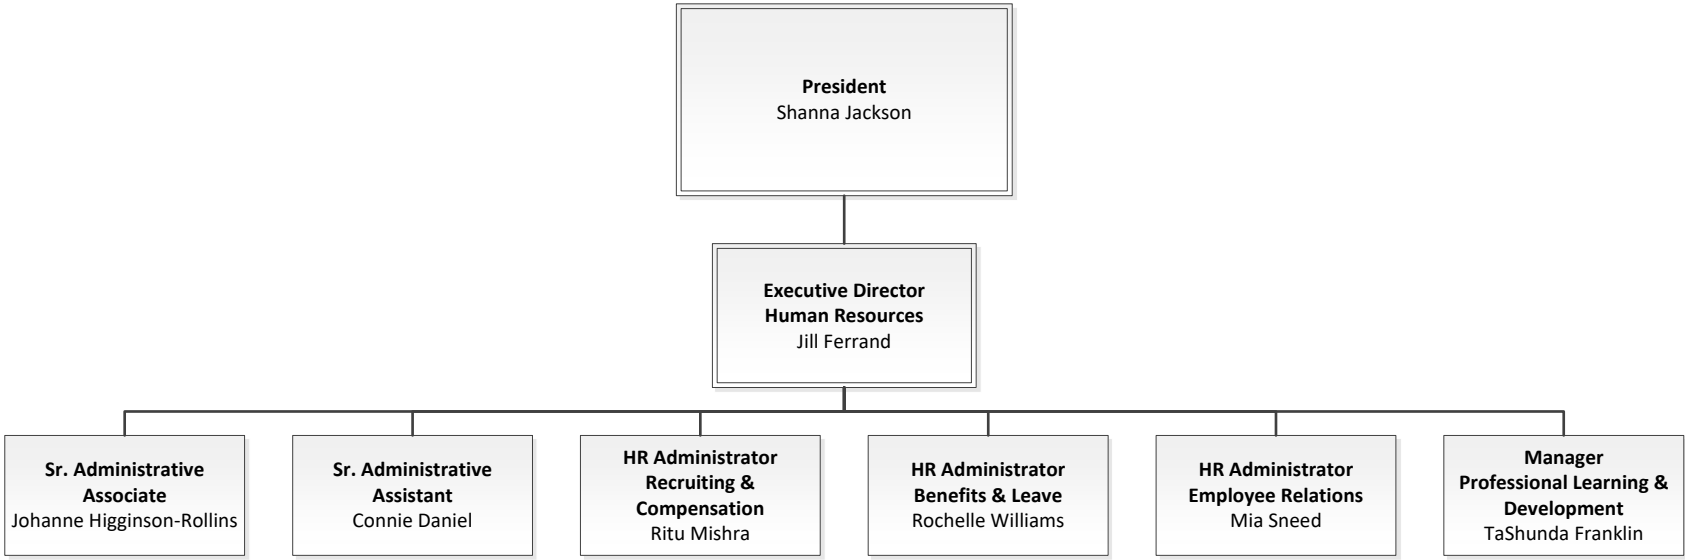 President
Shanna Jackson
Executive Director
Human Resources
Jill Ferrand
Sr. Administrative
Associate
Johanne Higginson-Rollins
Sr. Administrative
Assistant
Connie Daniel
HR Administrator
Recruiting &
Compensation
Ritu Mishra
HR Administrator
Benefits & Leave
Rochelle Williams
HR Administrator
Employee Relations
Mia Sneed
Manager
Professional Learning &
Development
TaShunda Franklin